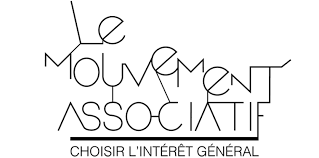 Le
MOUVEMENT
ASSOCIATIF
CHOISIR L'INTÉRÊT GÉNÉRAL